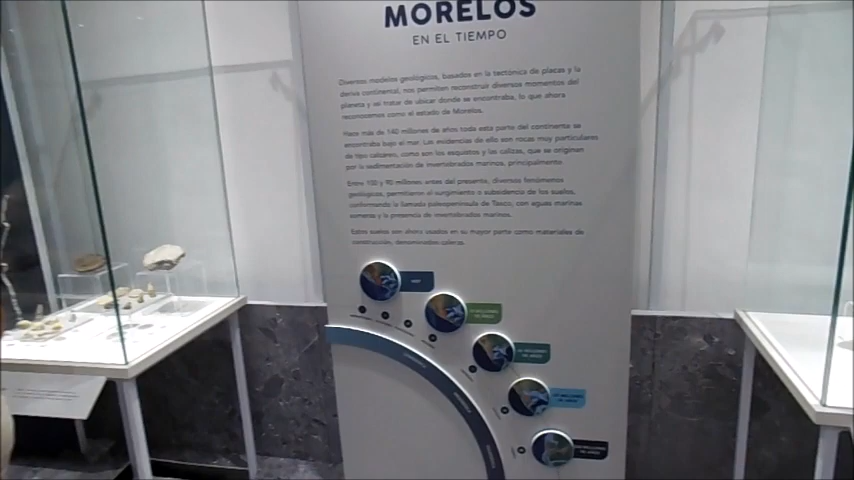 MORELOS
EN EL TIEMPO
Diversos modelos geológicos, basados en la tectónica de placas y la
deriva continental, nos permiten reconstruir diversos momentos del
planeta y así tratar de ubicar donde se encontraba, lo que ahora
reconocemos como el estado de Morelos.
Hace más de 140 millones de años toda esta parte del continente se
encontraba bajo el mar. Las evidencias de ello son rocas muy particulares
de tipo calcáreo, como son los esquistos y las calizas, que se originan
por la sedimentación de invertebrados marinos, principalmente.
Entre 100 y 90 millones antes del presente, diversos fenómenos
geológicos, permitieron el surgimiento o subsidencia de los suelos,
conformando la llamada paleopenínsula de Taxco, con aguas marinas
someras y la presencia de invertebrados marinos.
Estos suelos son ahora usados en su mayor parte como materiales de
construcción, denominados caleras.
HOY